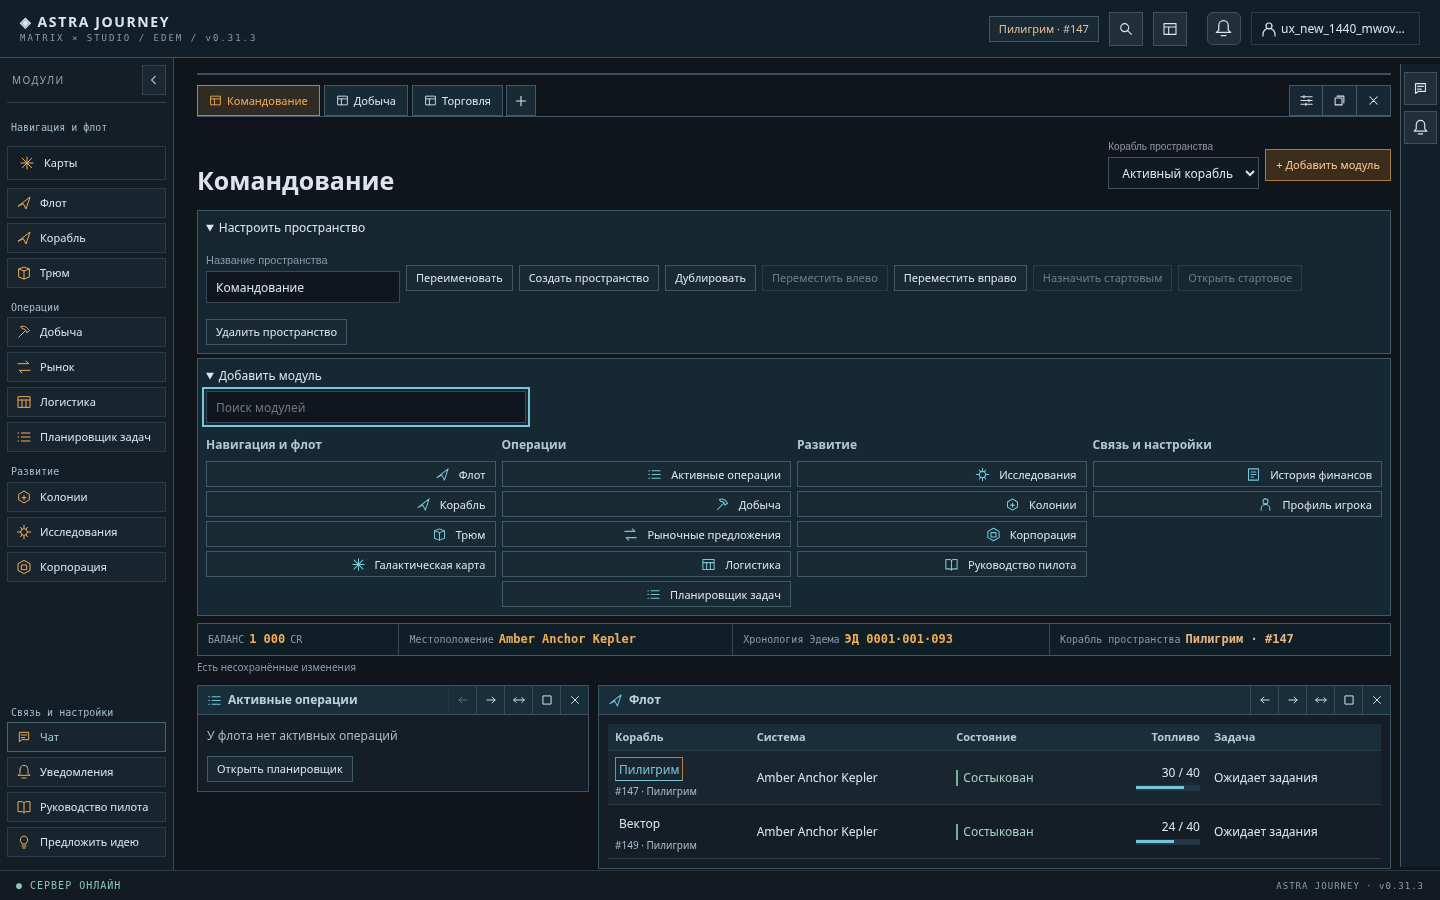 ◈ ASTRA JOURNEY
MATRIX × STUDIO / EDEM / v0.31.3
Пилигрим · #147
ux_new_1440_mwov...
МОДУЛИ
Навигация и флот
Карты
Флот
Корабль
Трюм
Операции
Добыча
Рынок
Логистика
Планировщик задач
Развитие
Колонии
Исследования
Корпорация
Связь и настройки
Чат
Уведомления
Руководство пилота
Предложить идею
Командование
Добыча
Торговля
Командование
Корабль пространства
Активный корабль
+ Добавить модуль
▼ Настроить пространство
Название пространства
Командование
Переименовать
Создать пространство
Дублировать
Переместить влево
Переместить вправо
Назначить стартовым
Открыть стартовое
Удалить пространство
▼ Добавить модуль
Поиск модулей
Навигация и флот
Флот
Корабль
Трюм
Галактическая карта
Операции
Активные операции
Добыча
Рыночные предложения
Логистика
Планировщик задач
Развитие
Исследования
Колонии
Корпорация
Руководство пилота
Связь и настройки
История финансов
Профиль игрока
БАЛАНС 1 000 CR
Местоположение Amber Anchor Kepler
Хронология Эдема ЭД 0001·001·093
Корабль пространства Пилигрим · #147
Есть несохранённые изменения
Активные операции
У флота нет активных операций
Открыть планировщик
Флот
Корабль Система Состояние Топливо Задача
Пилигрим
#147 · Пилигрим
Amber Anchor Kepler
Состыкован
30 / 40
Ожидает задания
Вектор
#149 · Пилигрим
Amber Anchor Kepler
Состыкован
24 / 40
Ожидает задания
● СЕРВЕР ОНЛАЙН
ASTRA JOURNEY · v0.31.3